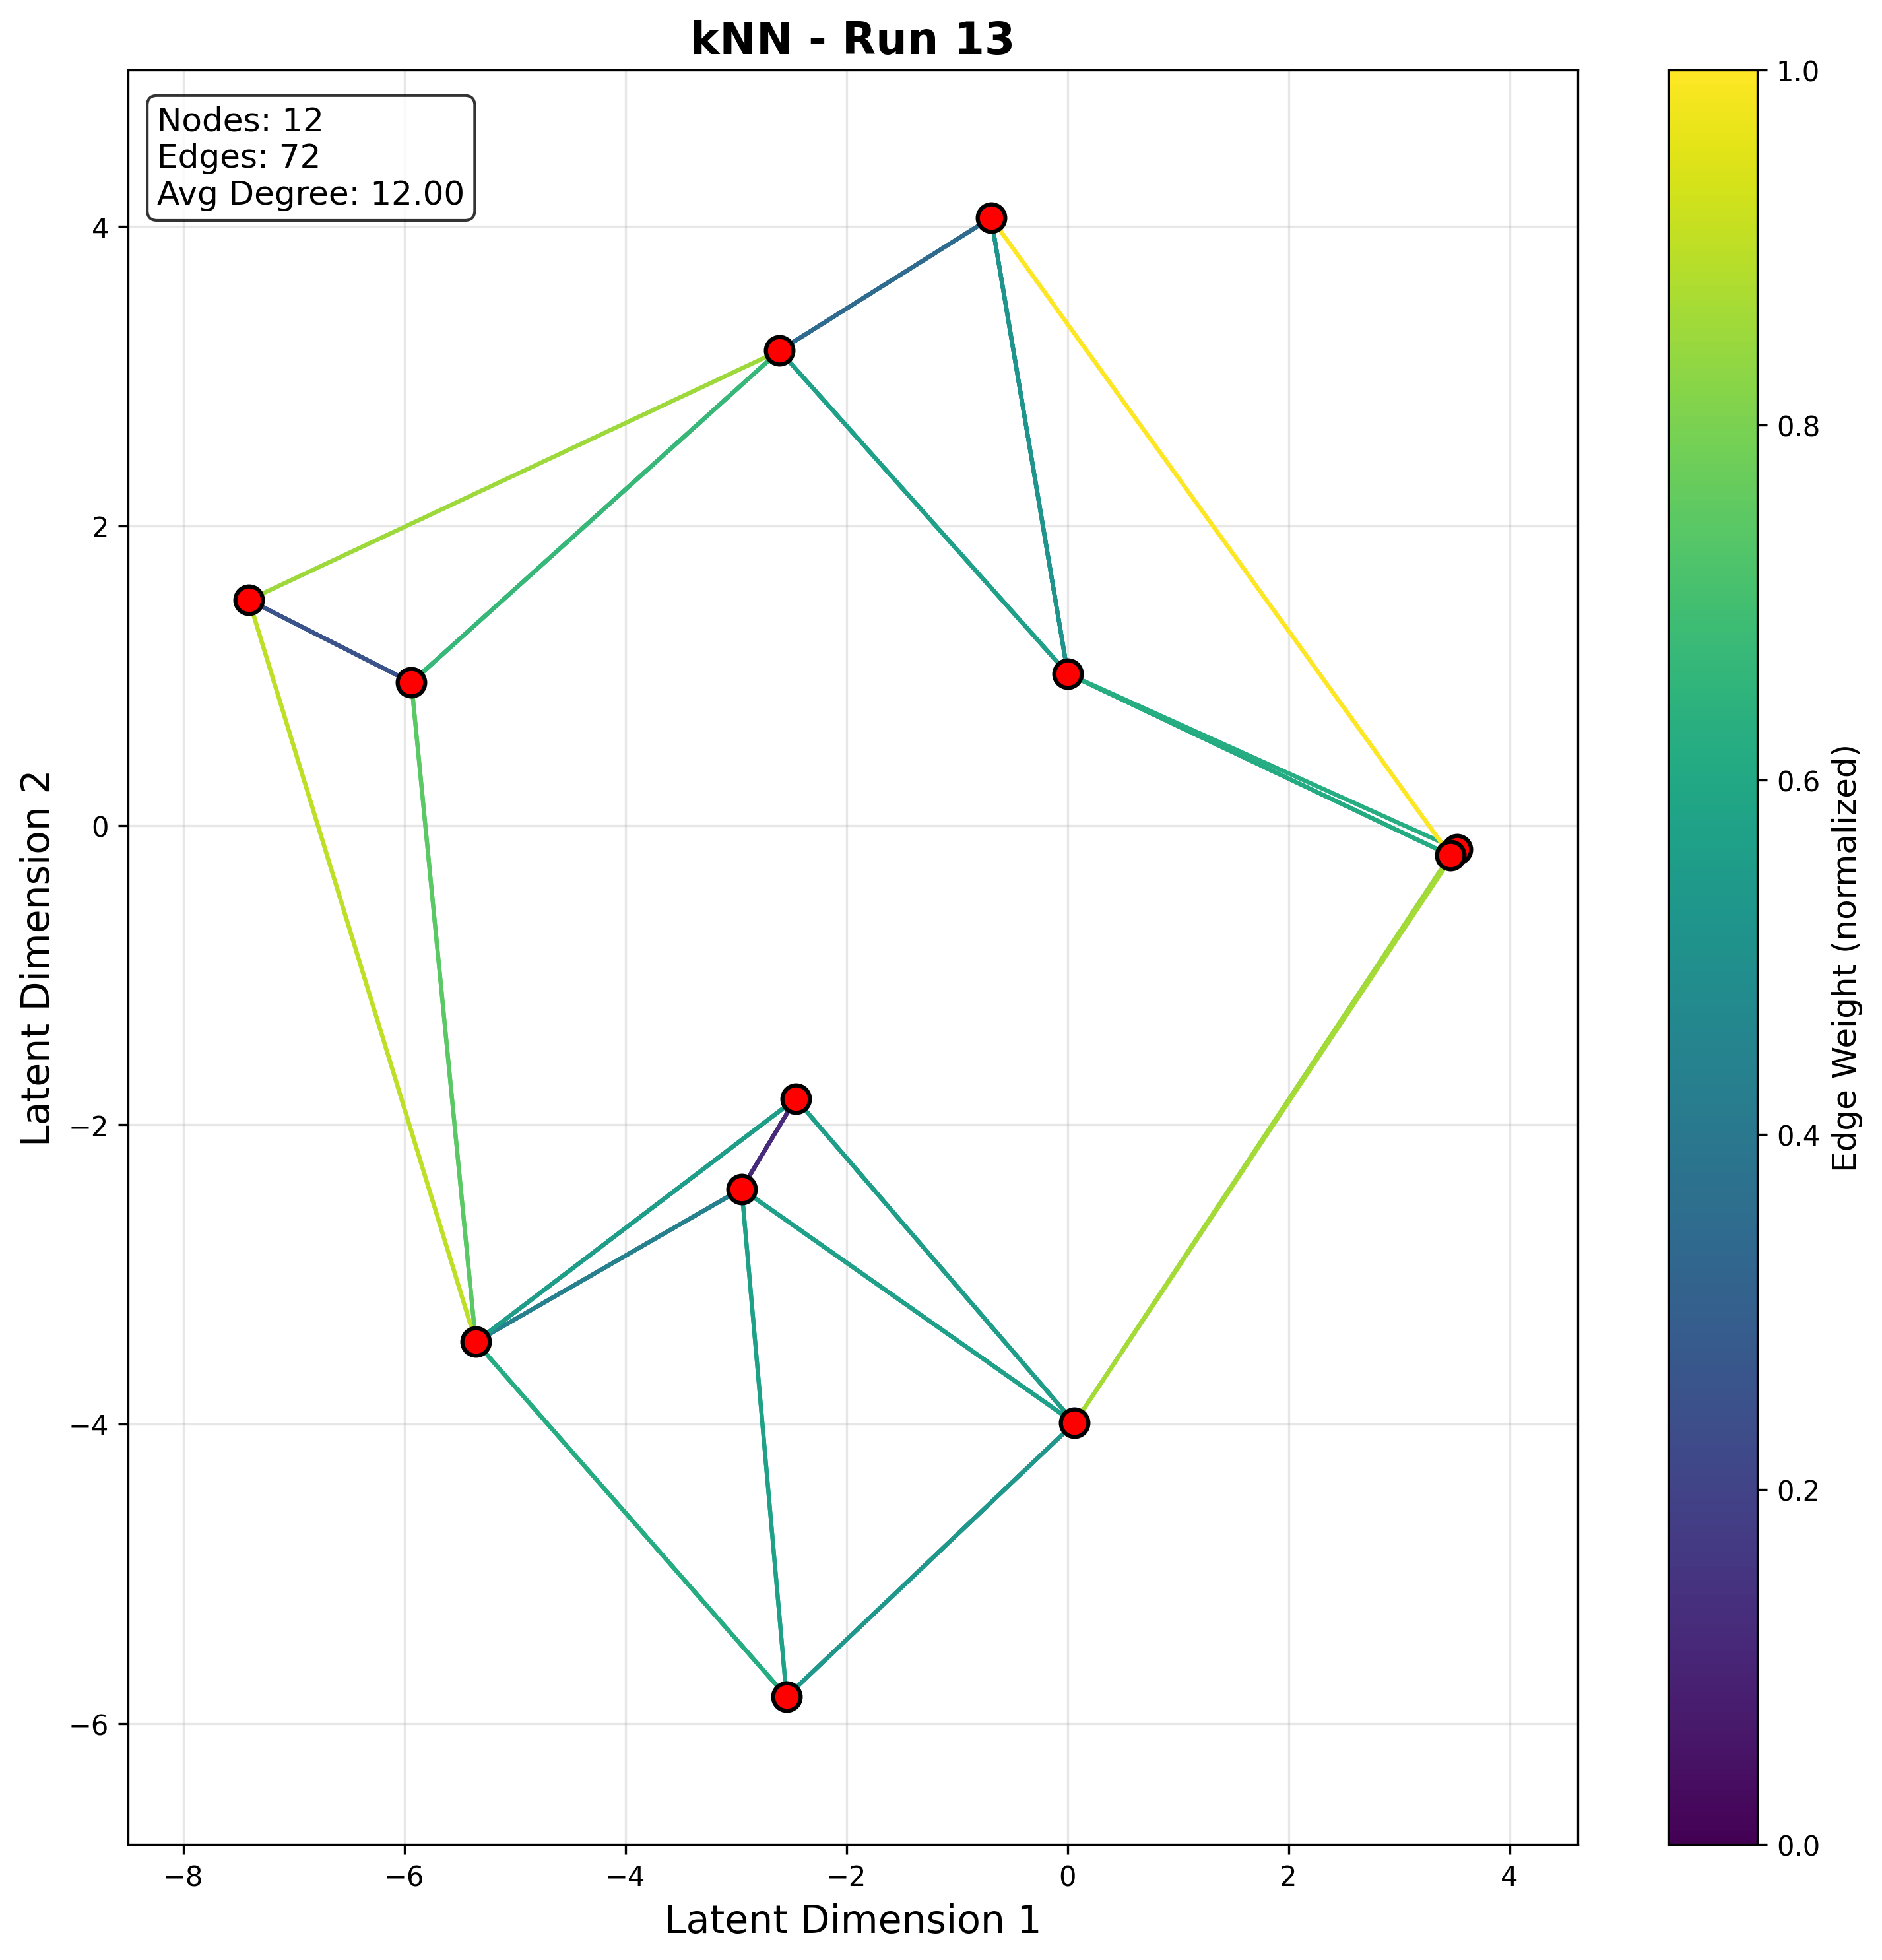 kNN - Run 13
Nodes: 12
Edges: 72
Avg Degree: 12.00
4
2
0
−2
−4
−6
Latent Dimension 2
−8
−6
−4
−2
0
2
4
Latent Dimension 1
1.0
0.8
0.6
0.4
0.2
0.0
Edge Weight (normalized)